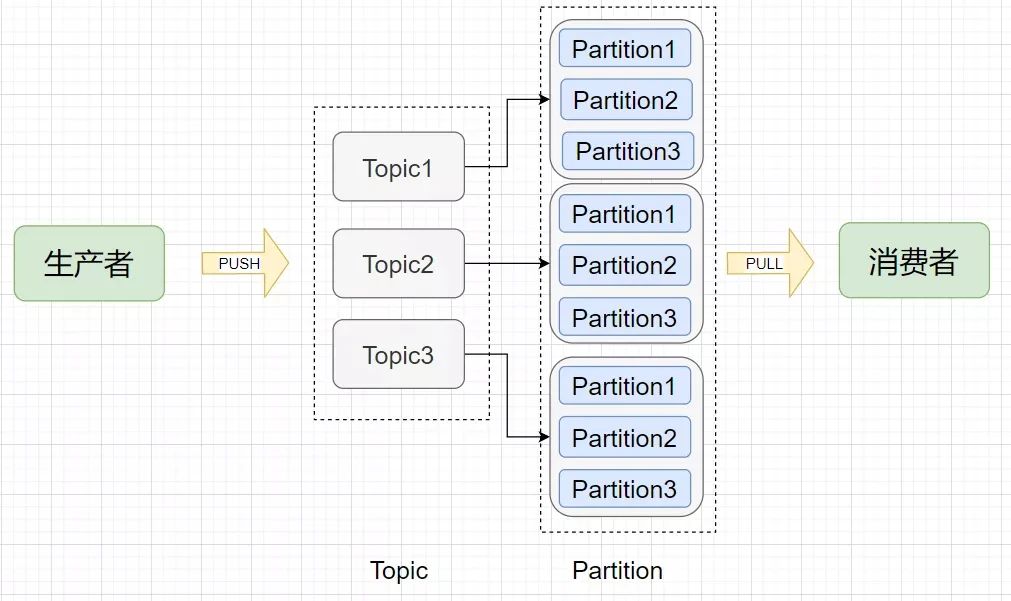 生产者
PUSH
Topic1
Topic2
Topic3
Topic
Partition1
Partition2
Partition3
Partition1
Partition2
Partition3
Partition1
Partition2
Partition3
Partition
PULL
消费者